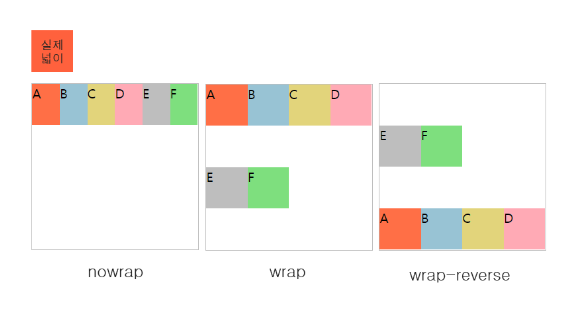 실제
넓이
A B C D E F
A B C D
E F
nowrap
E F
A B C D
wrap
wrap-reverse